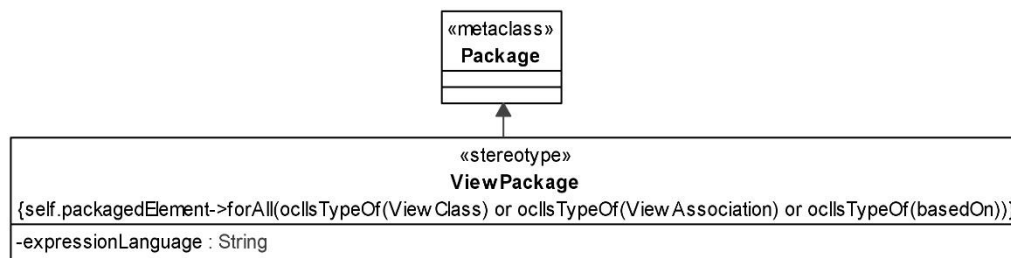 «metaclass»
Package
«stereotype»
ViewPackage
{self.packagedElement->forAll(oclIsTypeOf(ViewClass) or oclIsTypeOf(ViewAssociation) or oclIsTypeOf(basedOn))}
-expressionLanguage : String